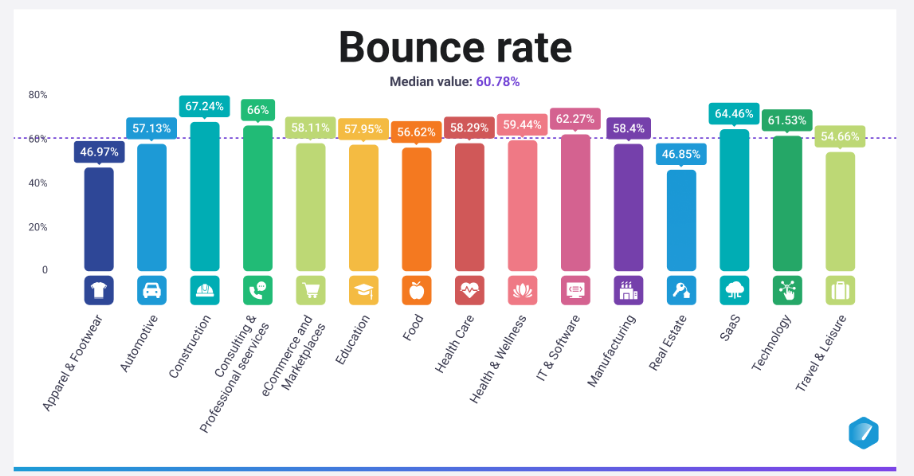 Bounce rate
Median value: 60.78%
80%
60%
40%
20%
0
46.97%
57.13%
67.24%
66%
58.11%
57.95%
56.62%
58.29%
59.44%
62.27%
58.4%
46.85%
64.46%
61.53%
54.66%
Apparel & Footwear
Automotive
Construction
Consulting &
Professional seervices
eCommerce and
Marketplaces
Education
Food
Health Care
Health & Wellness
IT & Software
Manufacturing
Real Estate
SaaS
Technology
Travel & Leisure